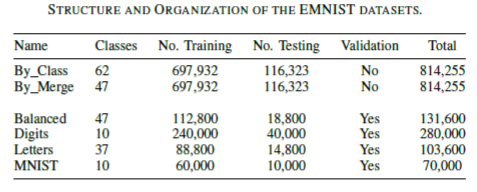 STRUCTURE AND ORGANIZATION OF THE EMNIST DATASETS.
Name Classes No. Training No. Testing Validation Total
By_Class 62 697,932 116,323 No 814,255
By_Merge 47 697,932 116,323 No 814,255
Balanced 47 112,800 18,800 Yes 131,600
Digits 10 240,000 40,000 Yes 280,000
Letters 37 88,800 14,800 Yes 103,600
MNIST 10 60,000 10,000 Yes 70,000